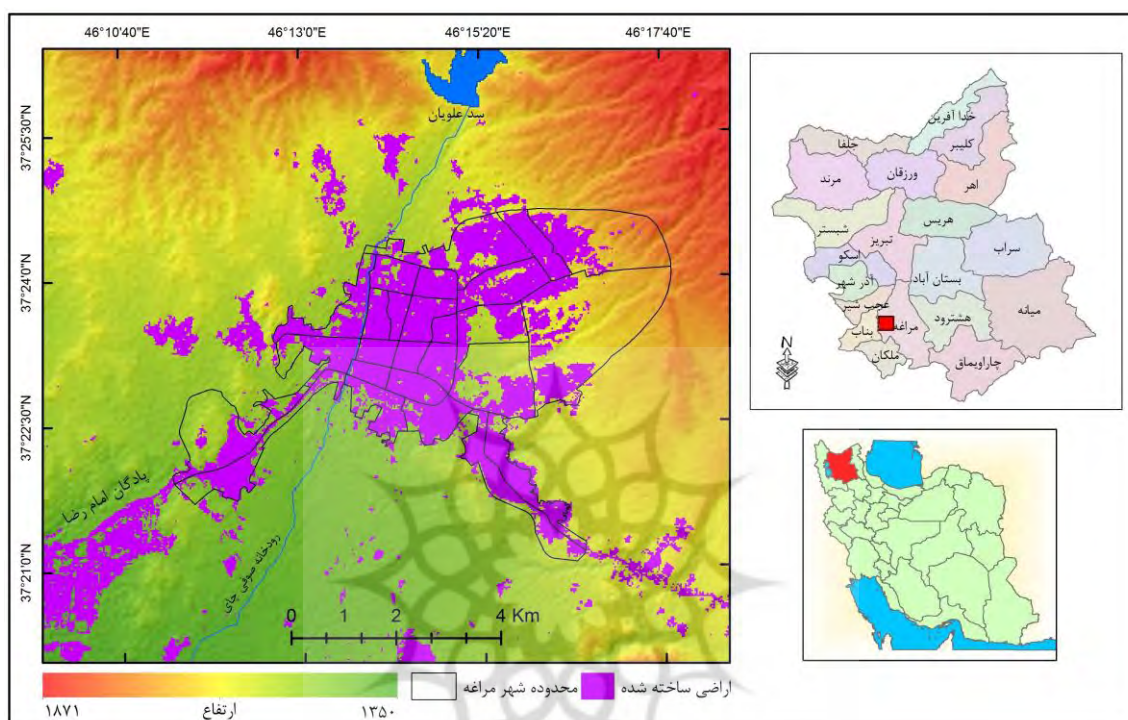 46°10'40"E
46°13'0"E
46°15'20"E
46°17'40"E
37°25'30"N
37°24'0"N
37°22'30"N
37°21'0"N
سد علویان
پادگان امام رضا
رودخانه صوفی چای
0 1 2 4 Km
خدا آفرین
کلیبر
جلفا
ورزقان
اهر
مرند
هریس
شبستر
تبریز
سراب
اسکو
بستان آباد
آذر شهر
عجب شیر
میانه
مراغه
هشترود
بناب
ملکان
چاراویماق
N
اراضی ساخته شده
محدوده شهر مراغه
۱۳۵۰
ارتفاع
۱۸۷۱